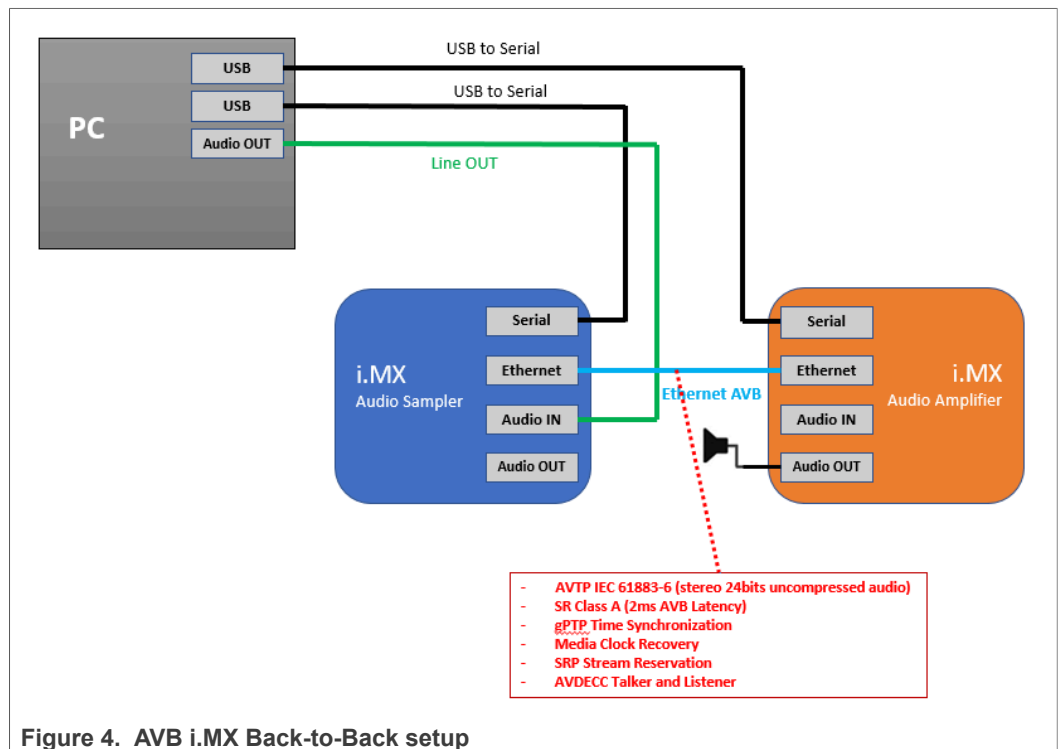 USB to Serial
USB
USB to Serial
USB
PC
Audio OUT
Line OUT
Serial
i.MX
Audio Sampler
Ethernet
Audio IN
Audio OUT
Ethernet AVB
Serial
Ethernet
i.MX
Audio Amplifier
Audio IN
Audio OUT
- AVTP IEC 61883-6 (stereo 24bits uncompressed audio)
- SR Class A (2ms AVB Latency)
- gPTP Time Synchronization
- Media Clock Recovery
- SRP Stream Reservation
- AVDECC Talker and Listener
Figure 4. AVB i.MX Back-to-Back setup